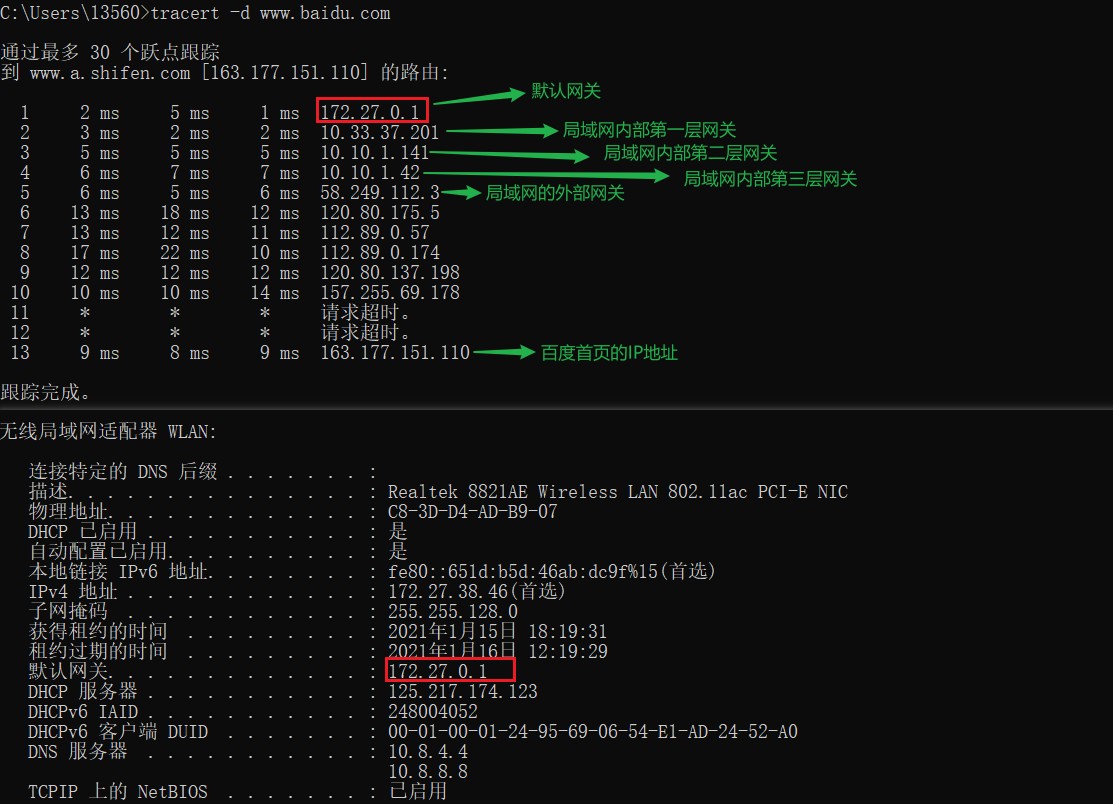 C:\Users\13560>tracert -d www.baidu.com
通过最多 30 个跃点跟踪
到 www.a.shifen.com [163.177.151.110] 的路由:
1 2 ms 5 ms 1 ms 172.27.0.1 默认网关
2 3 ms 2 ms 2 ms 10.33.37.201 局域网内部第一层网关
3 5 ms 5 ms 5 ms 10.10.1.141 局域网内部第二层网关
4 6 ms 7 ms 7 ms 10.10.1.42 局域网内部第三层网关
5 6 ms 5 ms 6 ms 58.249.112.3 局域网的外部网关
6 13 ms 18 ms 12 ms 120.80.175.5
7 13 ms 12 ms 11 ms 112.89.0.57
8 17 ms 22 ms 10 ms 112.89.0.174
9 12 ms 12 ms 12 ms 120.80.137.198
10 10 ms 10 ms 14 ms 157.255.69.178
11 * * * 请求超时。
12 * * * 请求超时。
13 9 ms 8 ms 9 ms 163.177.151.110 百度首页的IP地址
跟踪完成。
无线局域网适配器 WLAN:
连接特定的 DNS 后缀 . . . . . . . :
描述. . . . . . . . . . . . . . . : Realtek 8821AE Wireless LAN 802.11ac PCI-E NIC
物理地址. . . . . . . . . . . . . : C8-3D-D4-AD-B9-07
DHCP 已启用 . . . . . . . . . . . : 是
自动配置已启用. . . . . . . . . . : 是
本地链接 IPv6 地址. . . . . . . . : fe80::651d:b5d:46ab:dc9f%15(首选)
IPv4 地址 . . . . . . . . . . . . : 172.27.38.46(首选)
子网掩码 . . . . . . . . . . . . : 255.255.128.0
获得租约的时间 . . . . . . . . . : 2021年1月15日 18:19:31
租约过期的时间 . . . . . . . . . : 2021年1月16日 12:19:29
默认网关. . . . . . . . . . . . . : 172.27.0.1
DHCP 服务器 . . . . . . . . . . . : 125.217.174.123
DHCPv6 IAID . . . . . . . . . . . : 248004052
DHCPv6 客户端 DUID . . . . . . . : 00-01-00-01-24-95-69-06-54-E1-AD-24-52-A0
DNS 服务器 . . . . . . . . . . . : 10.8.4.4
10.8.8.8
TCPIP 上的 NetBIOS . . . . . . . : 已启用